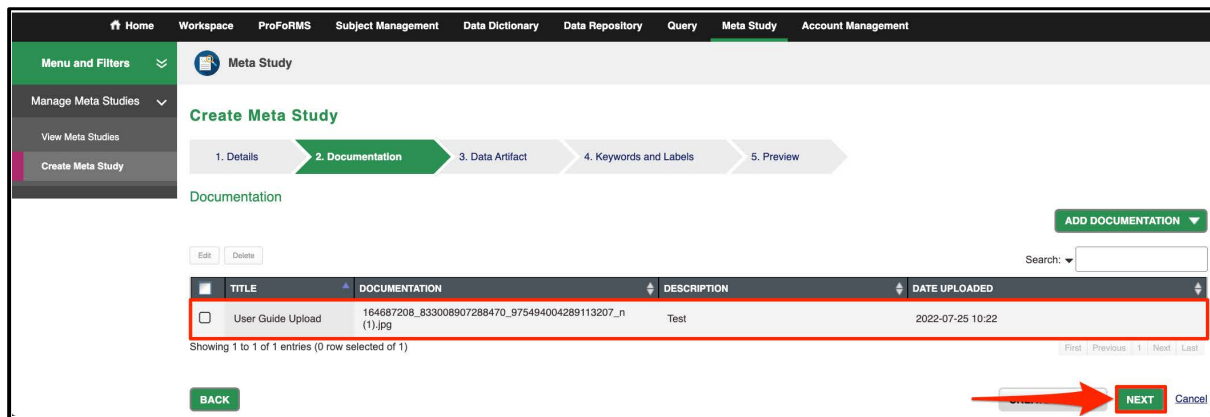 Home Workspace ProFoRMS Subject Management Data Dictionary Data Repository Query Meta Study Account Management
Menu and Filters
Meta Study
Manage Meta Studies
View Meta Studies
Create Meta Study
Create Meta Study
1. Details 2. Documentation 3. Data Artifact 4. Keywords and Labels 5. Preview
Documentation
ADD DOCUMENTATION
Edit Delete
Search:
TITLE DOCUMENTATION DESCRIPTION DATE UPLOADED
User Guide Upload 164687208_833008907288470_975494004289113207_n Test 2022-07-25 10:22
(1).jpg
Showing 1 to 1 of 1 entries (0 row selected of 1)
First Previous 1 Next Last
BACK NEXT Cancel